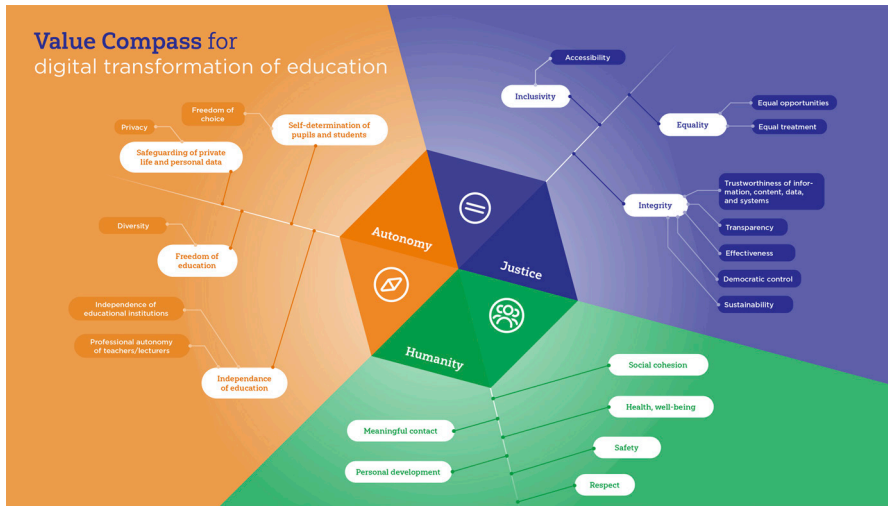 Value Compass for
digital transformation of education
Freedom of
choice
Privacy
Self-determination of
pupils and students
Safeguarding of private
life and personal data
Diversity
Freedom of
education
Independence of
educational institutions
Professional autonomy
of teachers/lecturers
Independance
of education
Autonomy
Accessibility
Inclusivity
Equality
Equal opportunities
Equal treatment
Integrity
Trustworthiness of infor-
mation, content, data,
and systems
Transparency
Effectiveness
Democratic control
Sustainability
Justice
Humanity
Social cohesion
Health, well-being
Meaningful contact
Safety
Personal development
Respect